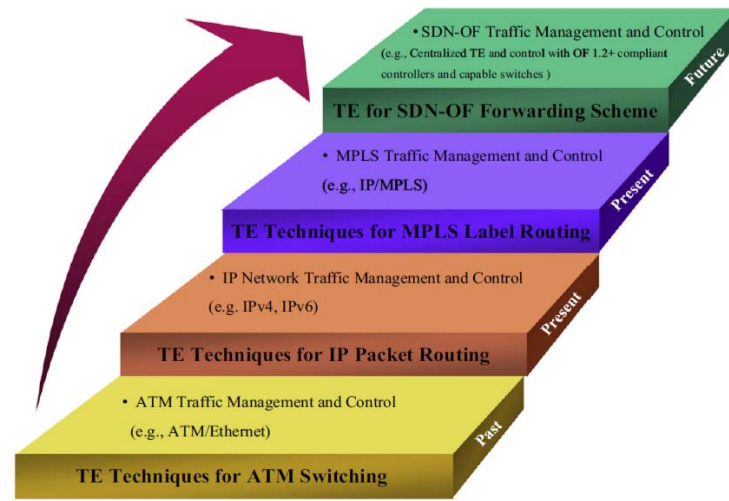 • SDN-OF Traffic Management and Control
(e.g., Centralized TE and control with OF 1.2+ compliant
controllers and capable switches )
Future
TE for SDN-OF Forwarding Scheme
• MPLS Traffic Management and Control
(e.g., IP/MPLS)
Present
TE Techniques for MPLS Label Routing
• IP Network Traffic Management and Control
(e.g. IPv4, IPv6)
Present
TE Techniques for IP Packet Routing
• ATM Traffic Management and Control
(e.g., ATM/Ethernet)
Past
TE Techniques for ATM Switching